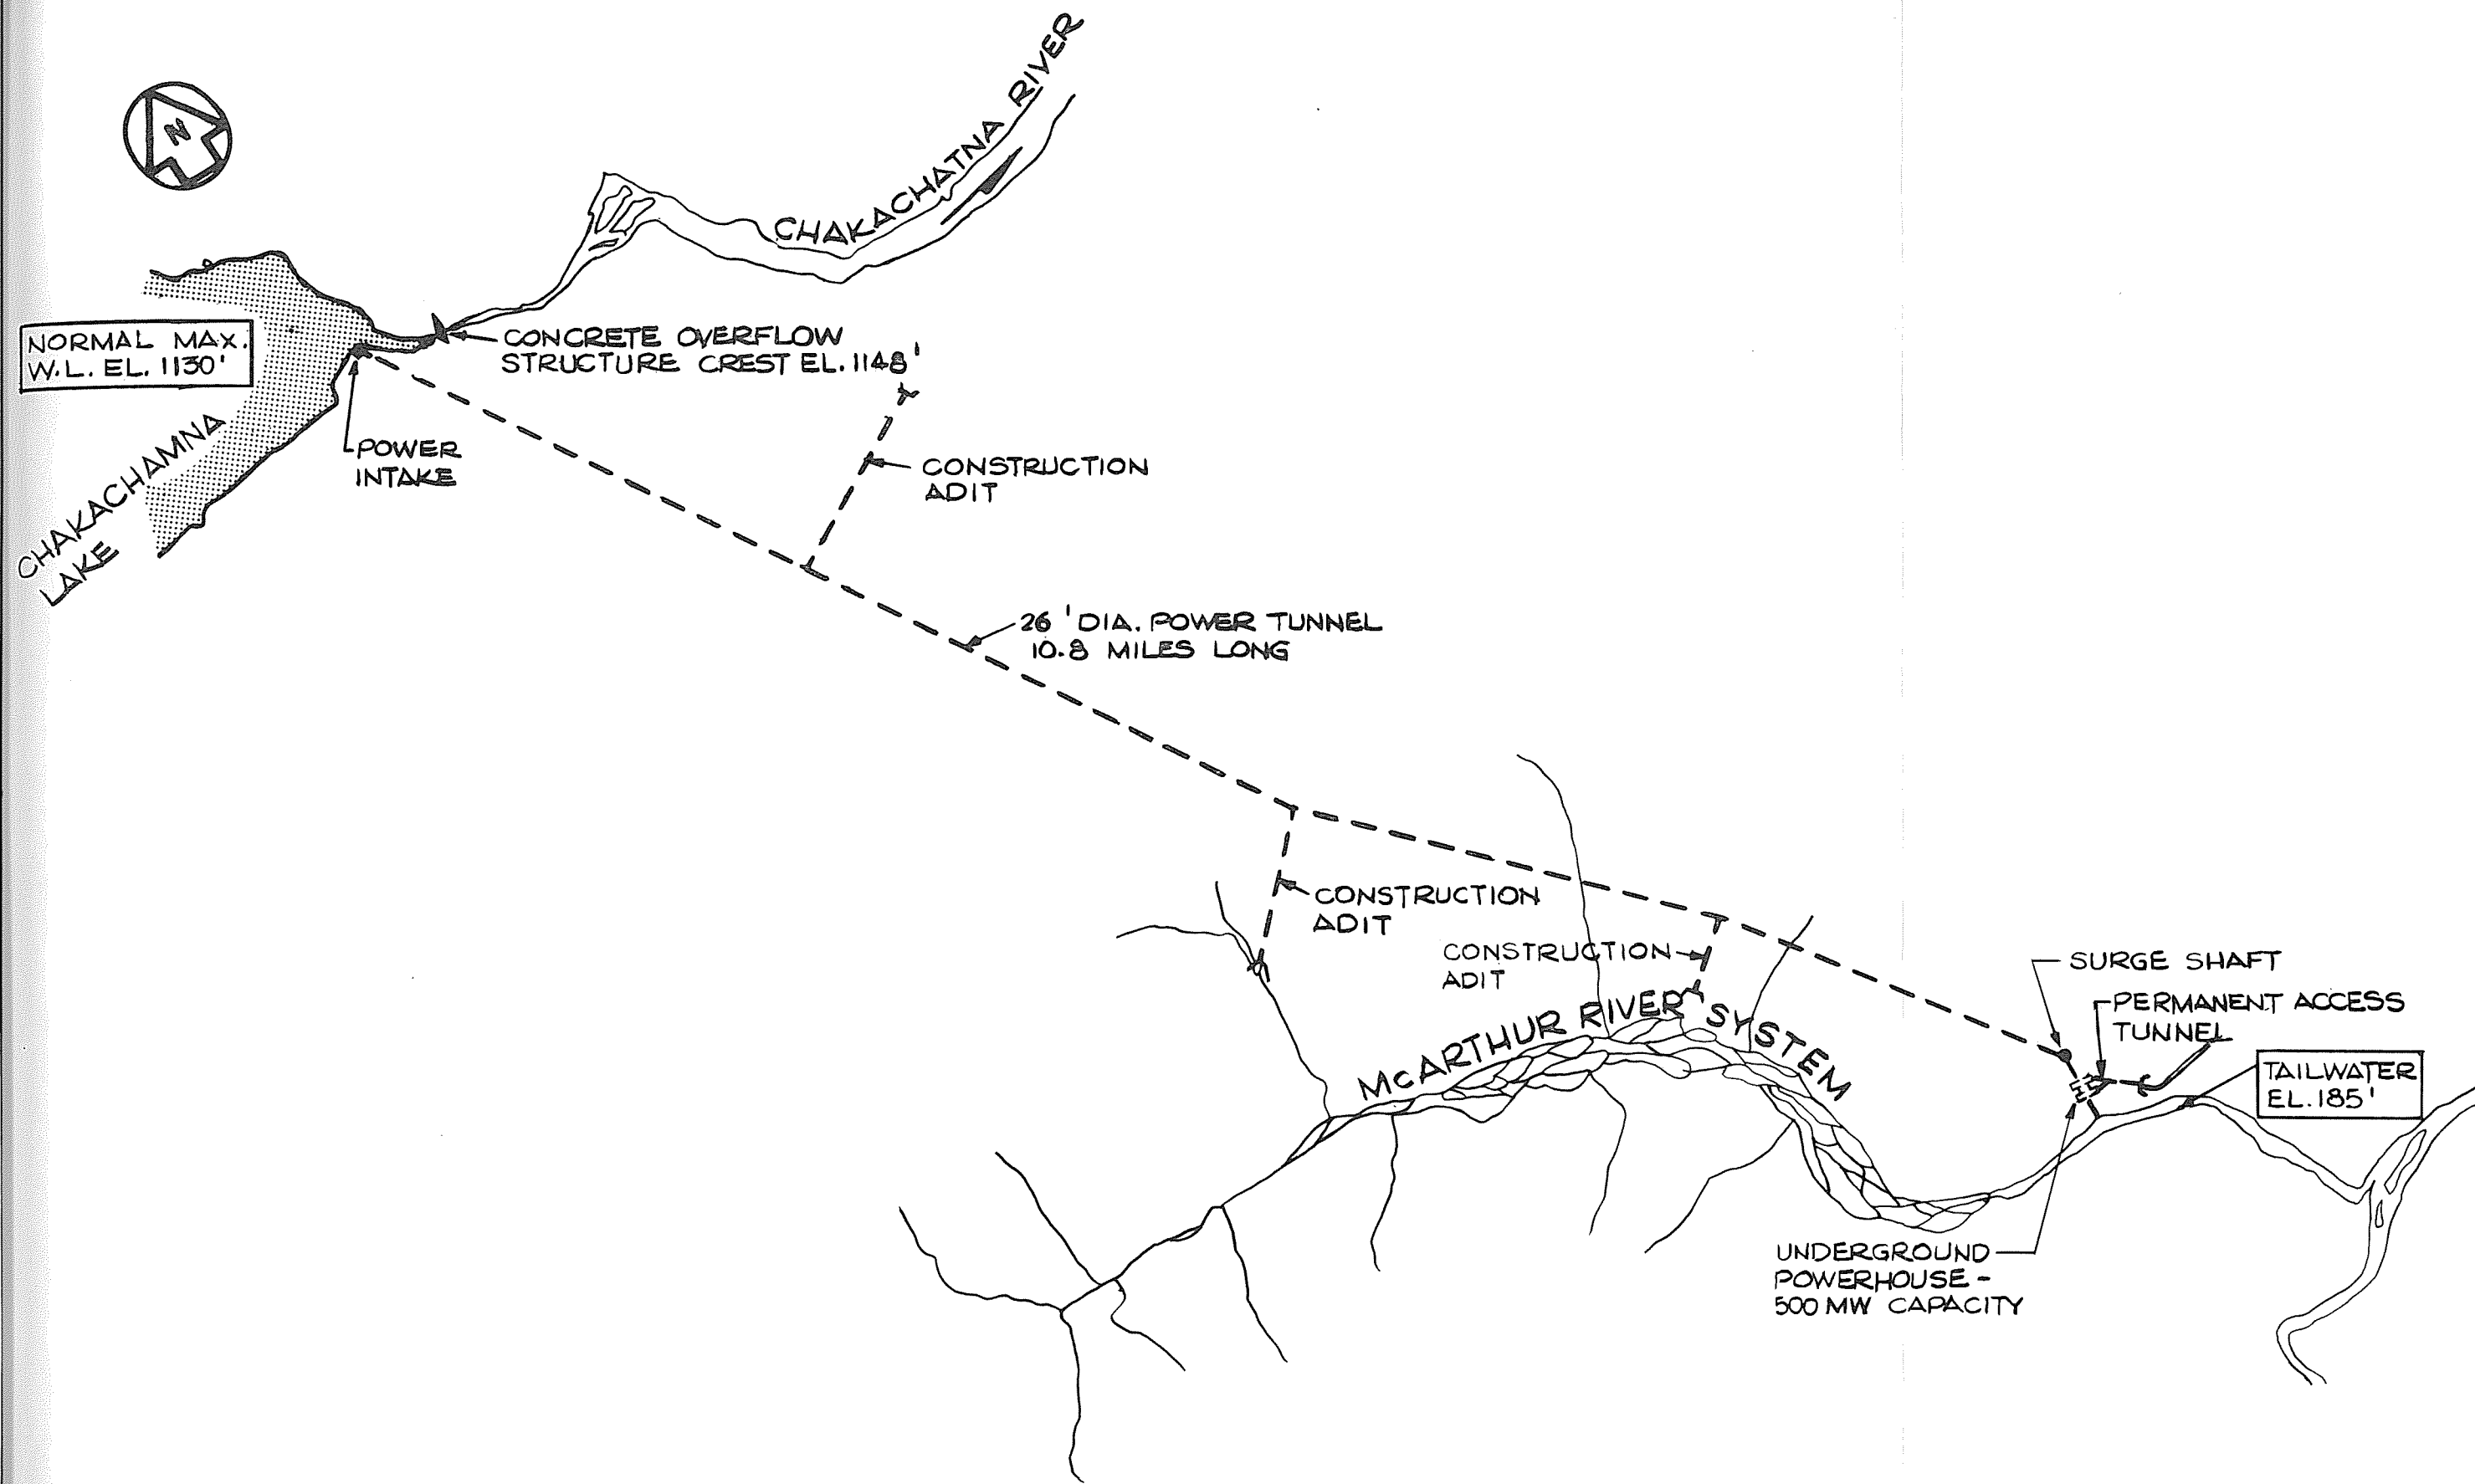 N
CHAKACHATNA RIVER
NORMAL MAX.
W.L. EL. 1130'
CONCRETE OVERFLOW
STRUCTURE CREST EL. 1148'
CHAKACHAMNA
LAKE
POWER
INTAKE
CONSTRUCTION
ADIT
26' DIA. POWER TUNNEL
10.8 MILES LONG
CONSTRUCTION
ADIT
CONSTRUCTION
ADIT
McARTHUR RIVER SYSTEM
SURGE SHAFT
PERMANENT ACCESS
TUNNEL
TAILWATER
EL. 185'
UNDERGROUND
POWERHOUSE -
500 MW CAPACITY